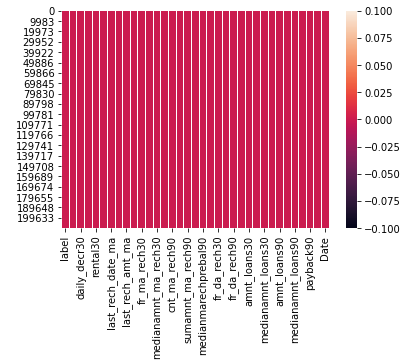 0
9983
19973
29952
39922
49886
59866
69845
79830
89798
99781
109771
119766
129741
139717
149708
159689
169674
179655
189648
199633
label
daily_decr30
rental30
last_rech_date_ma
last_rech_amt_ma
fr_ma_rech30
medianamnt_ma_rech30
cnt_ma_rech90
sumamnt_ma_rech90
medianmarechprebal90
fr_da_rech30
fr_da_rech90
amnt_loans30
medianamnt_loans30
amnt_loans90
medianamnt_loans90
payback90
Date
0.100
0.075
0.050
0.025
0.000
−0.025
−0.050
−0.075
−0.100